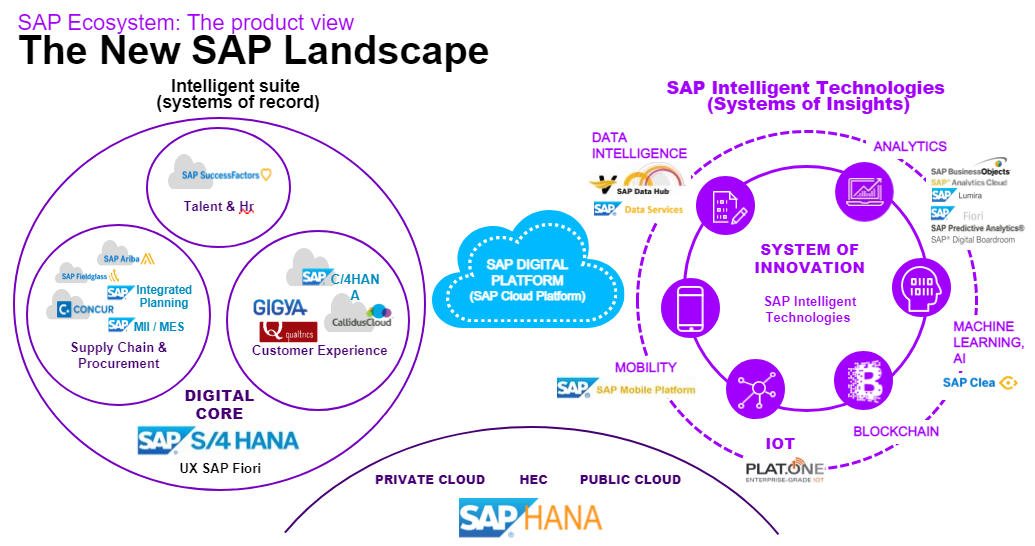 SAP Ecosystem: The product view
The New SAP Landscape
Intelligent suite
(systems of record)
SAP SuccessFactors
Talent & Hr
SAP Ariba
SAP Fieldglass
SAP Integrated
Planning
C. CONCUR
SAP MII / MES
Supply Chain &
Procurement
SAP C/4HAN
A
GIGYA
CallidusCloud
Q qualtrics
Customer Experience
DIGITAL
CORE
SAP S/4 HANA
UX SAP Fiori
SAP DIGITAL
PLATFORM
(SAP Cloud Platform)
PRIVATE CLOUD HEC PUBLIC CLOUD
SAP HANA
SAP Intelligent Technologies
(Systems of Insights)
DATA
INTELLIGENCE
SAP Data Hub
SAP Data Services
ANALYTICS
SAP BusinessObjects
SAP Analytics Cloud
SAP Lumira
SAP Fiori
SAP Predictive Analytics®
SAP® Digital Boardroom
SYSTEM OF
INNOVATION
SAP Intelligent
Technologies
MACHINE
LEARNING,
AI
SAP Clea
MOBILITY
SAP SAP Mobile Platform
BLOCKCHAIN
IOT
PLAT.ONE
ENTERPRISE-GRADE IOT